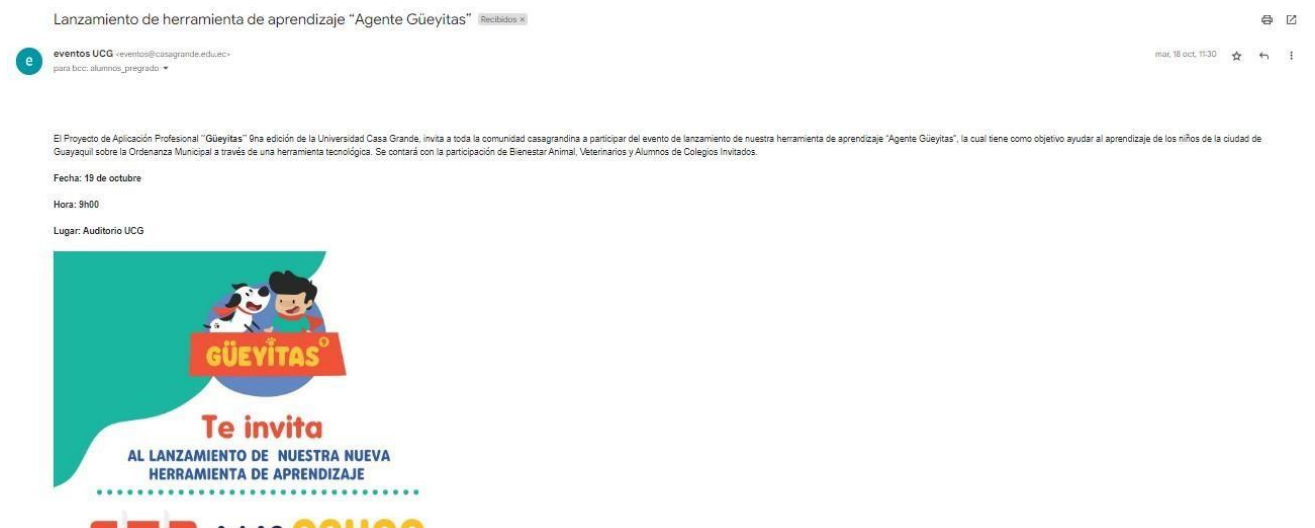 Lanzamiento de herramienta de aprendizaje “Agente Güeyitas” Recibidos ×
e
eventos UCG <eventos@casagrande.edu.ec>
para bcc: alumnos_pregrado
mar, 18 oct, 11:30
El Proyecto de Aplicación Profesional "Güeyitas" 9na edición de la Universidad Casa Grande, invita a toda la comunidad casagrandina a participar del evento de lanzamiento de nuestra herramienta de aprendizaje "Agente Güeyitas", la cual tiene como objetivo ayudar al aprendizaje de los niños de la ciudad de
Guayaquil sobre la Ordenanza Municipal a través de una herramienta tecnológica. Se contará con la participación de Bienestar Animal, Veterinarios y Alumnos de Colegios Invitados.
Fecha: 19 de octubre
Hora: 9h00
Lugar: Auditorio UCG
GÜEYITAS
Te invita
AL LANZAMIENTO DE NUESTRA NUEVA
HERRAMIENTA DE APRENDIZAJE